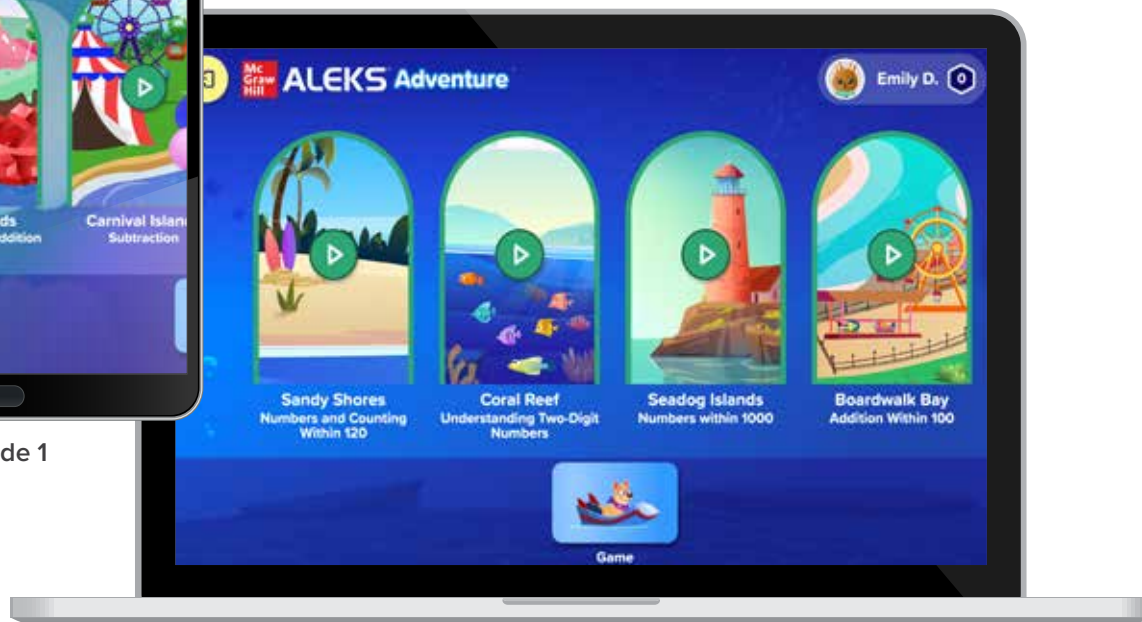 Mc
Graw
Hill
ALEKS Adventure
Emily D. 0
ds
ddition
Carnival Islan
Subtraction
Sandy Shores
Numbers and Counting
Within 120
Coral Reef
Understanding Two-Digit
Numbers
Seadog Islands
Numbers within 1000
Boardwalk Bay
Addition Within 100
de 1
Game